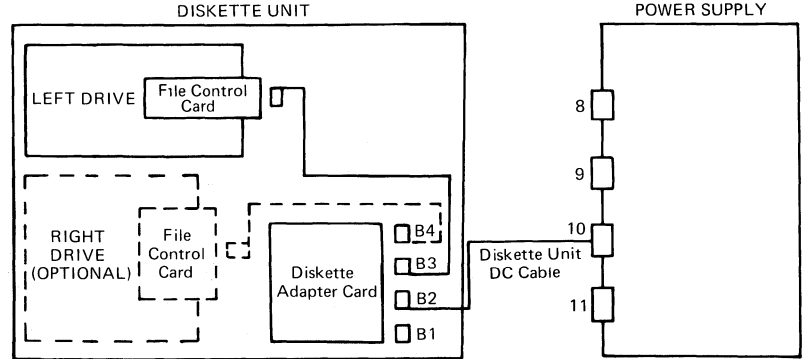 DISKETTE UNIT
POWER SUPPLY
LEFT DRIVE
File Control
Card
8
9
RIGHT
DRIVE
(OPTIONAL)
File
Control
Card
Diskette
Adapter Card
B4
B3
B2
B1
Diskette Unit
DC Cable
10
11